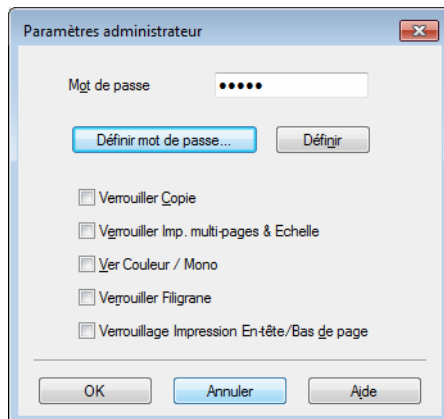 Paramètres administrateur
Mot de passe •••••
Définir mot de passe... Définir
Verrouiller Copie
Verrouiller Imp. multi-pages & Echelle
Ver Couleur / Mono
Verrouiller Filigrane
Verrouillage Impression En-tête/Bas de page
OK Annuler Aide